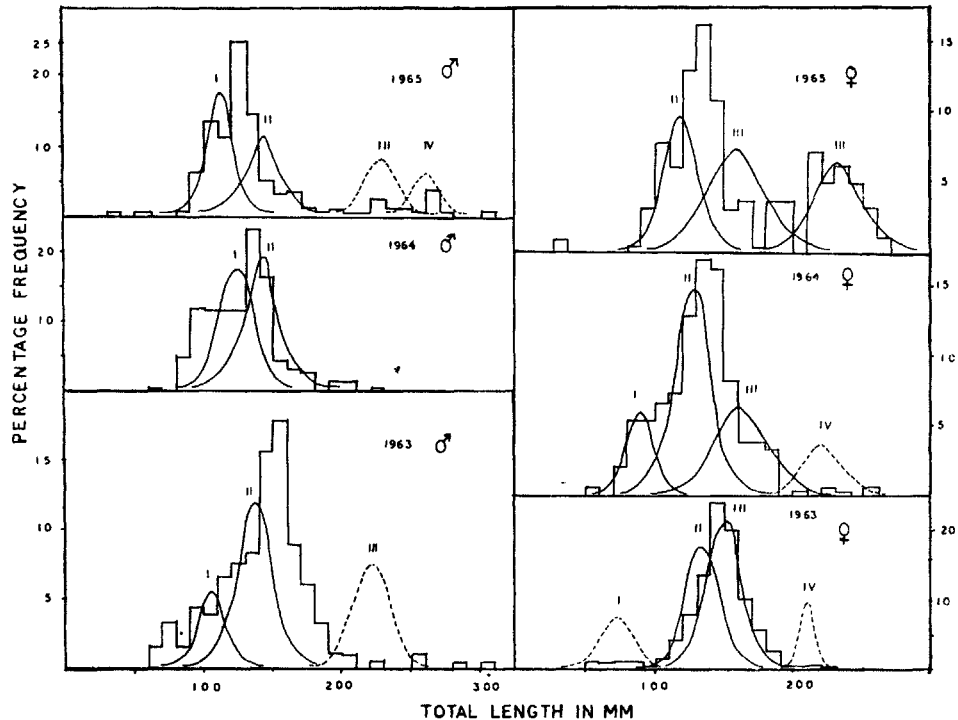 PERCENTAGE FREQUENCY
25
20
10
I
II
III
IV
1965 ♂
20
10
I
II
1964 ♂
15
10
5
I
II
III
1963 ♂
100
200
300
15
10
5
II
III
III
1965 ♀
15
10
5
I
II
III
IV
1964 ♀
20
10
I
II
III
IV
1963 ♀
100
200
TOTAL LENGTH IN MM